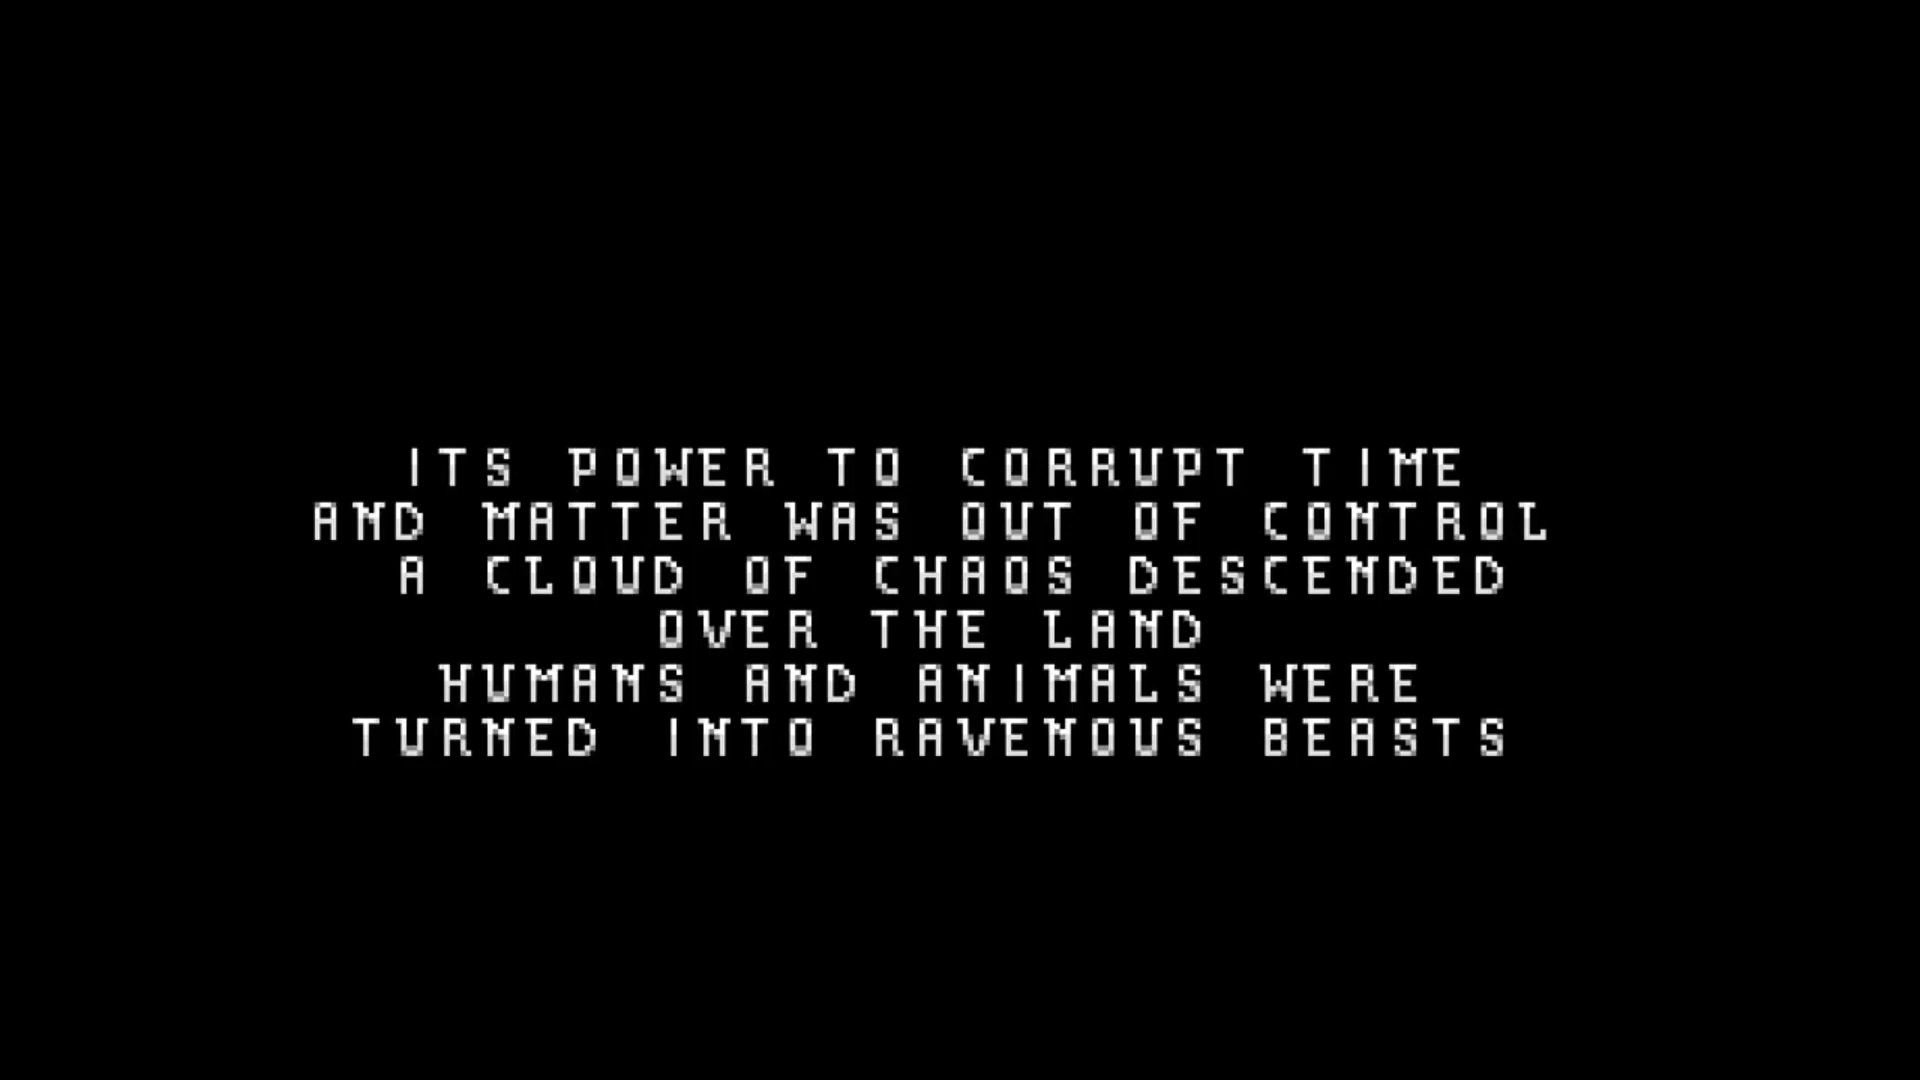 ITS POWER TO CORRUPT TIME
AND MATTER WAS OUT OF CONTROL
A CLOUD OF CHAOS DESCENDED
OVER THE LAND
HUMANS AND ANIMALS WERE
TURNED INTO RAVENOUS BEASTS